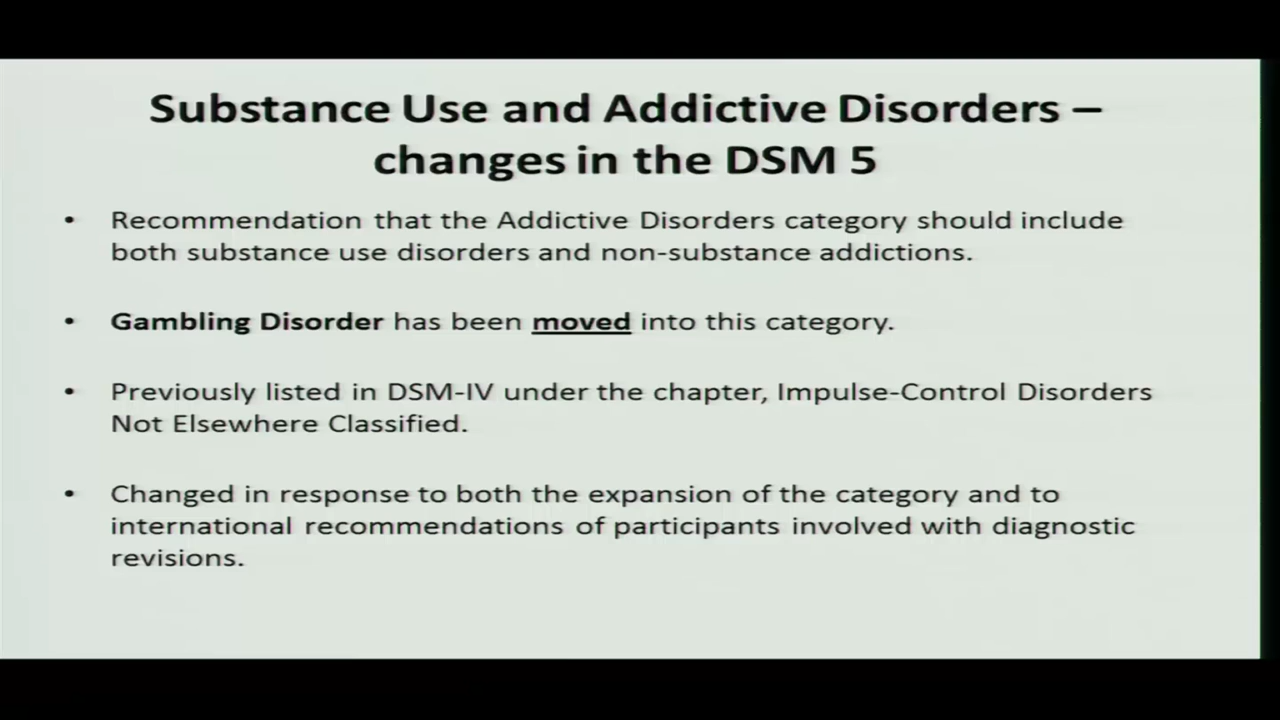 Substance Use and Addictive Disorders –
changes in the DSM 5
• Recommendation that the Addictive Disorders category should include
both substance use disorders and non-substance addictions.
• Gambling Disorder has been moved into this category.
• Previously listed in DSM-IV under the chapter, Impulse-Control Disorders
Not Elsewhere Classified.
• Changed in response to both the expansion of the category and to
international recommendations of participants involved with diagnostic
revisions.